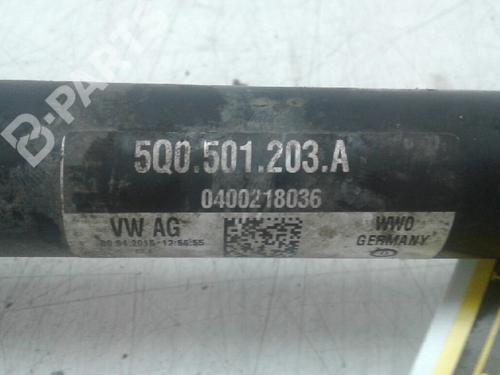 B-PARTS
5Q0.501.203.A
0400218036
VW AG
WWO
GERMANY